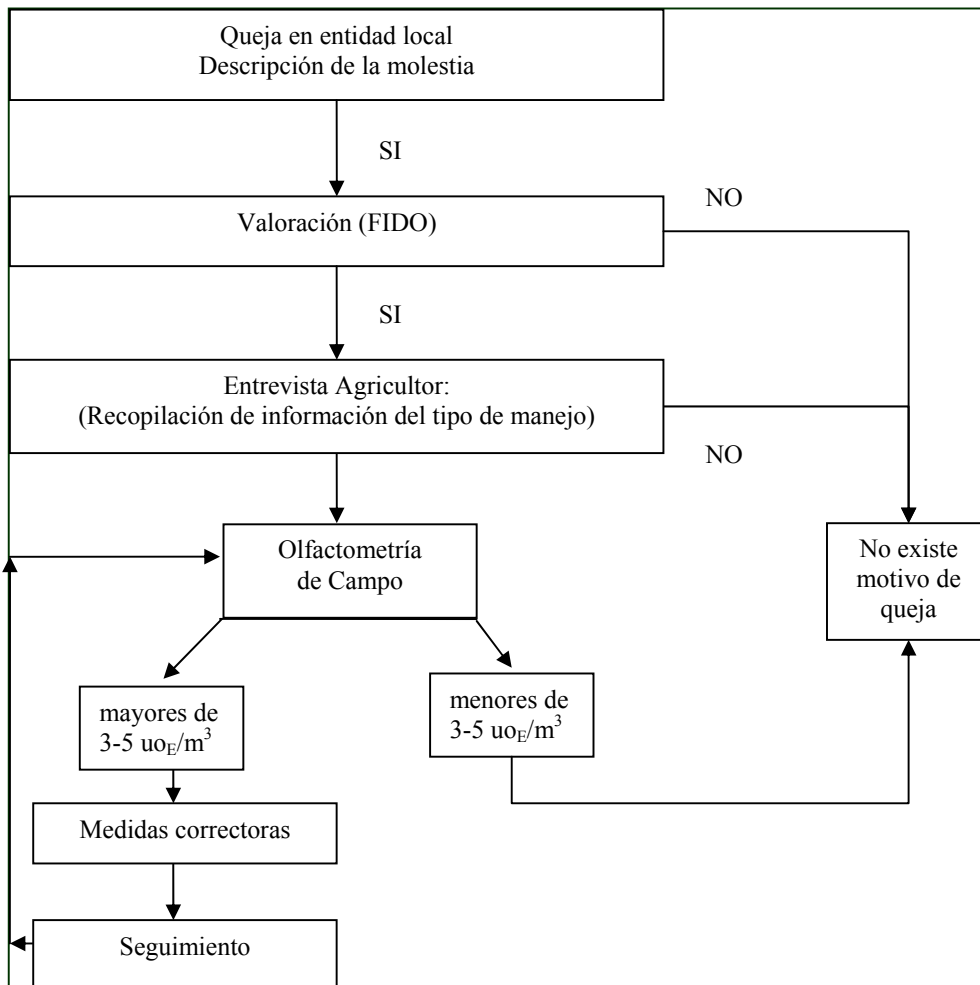 Queja en entidad local
Descripción de la molestia
SI
NO
Valoración (FIDO)
SI
Entrevista Agricultor:
(Recopilación de información del tipo de manejo)
NO
Olfactometría
de Campo
No existe
motivo de
queja
mayores de
3-5 uo_E/m³
menores de
3-5 uo_E/m³
Medidas correctoras
Seguimiento